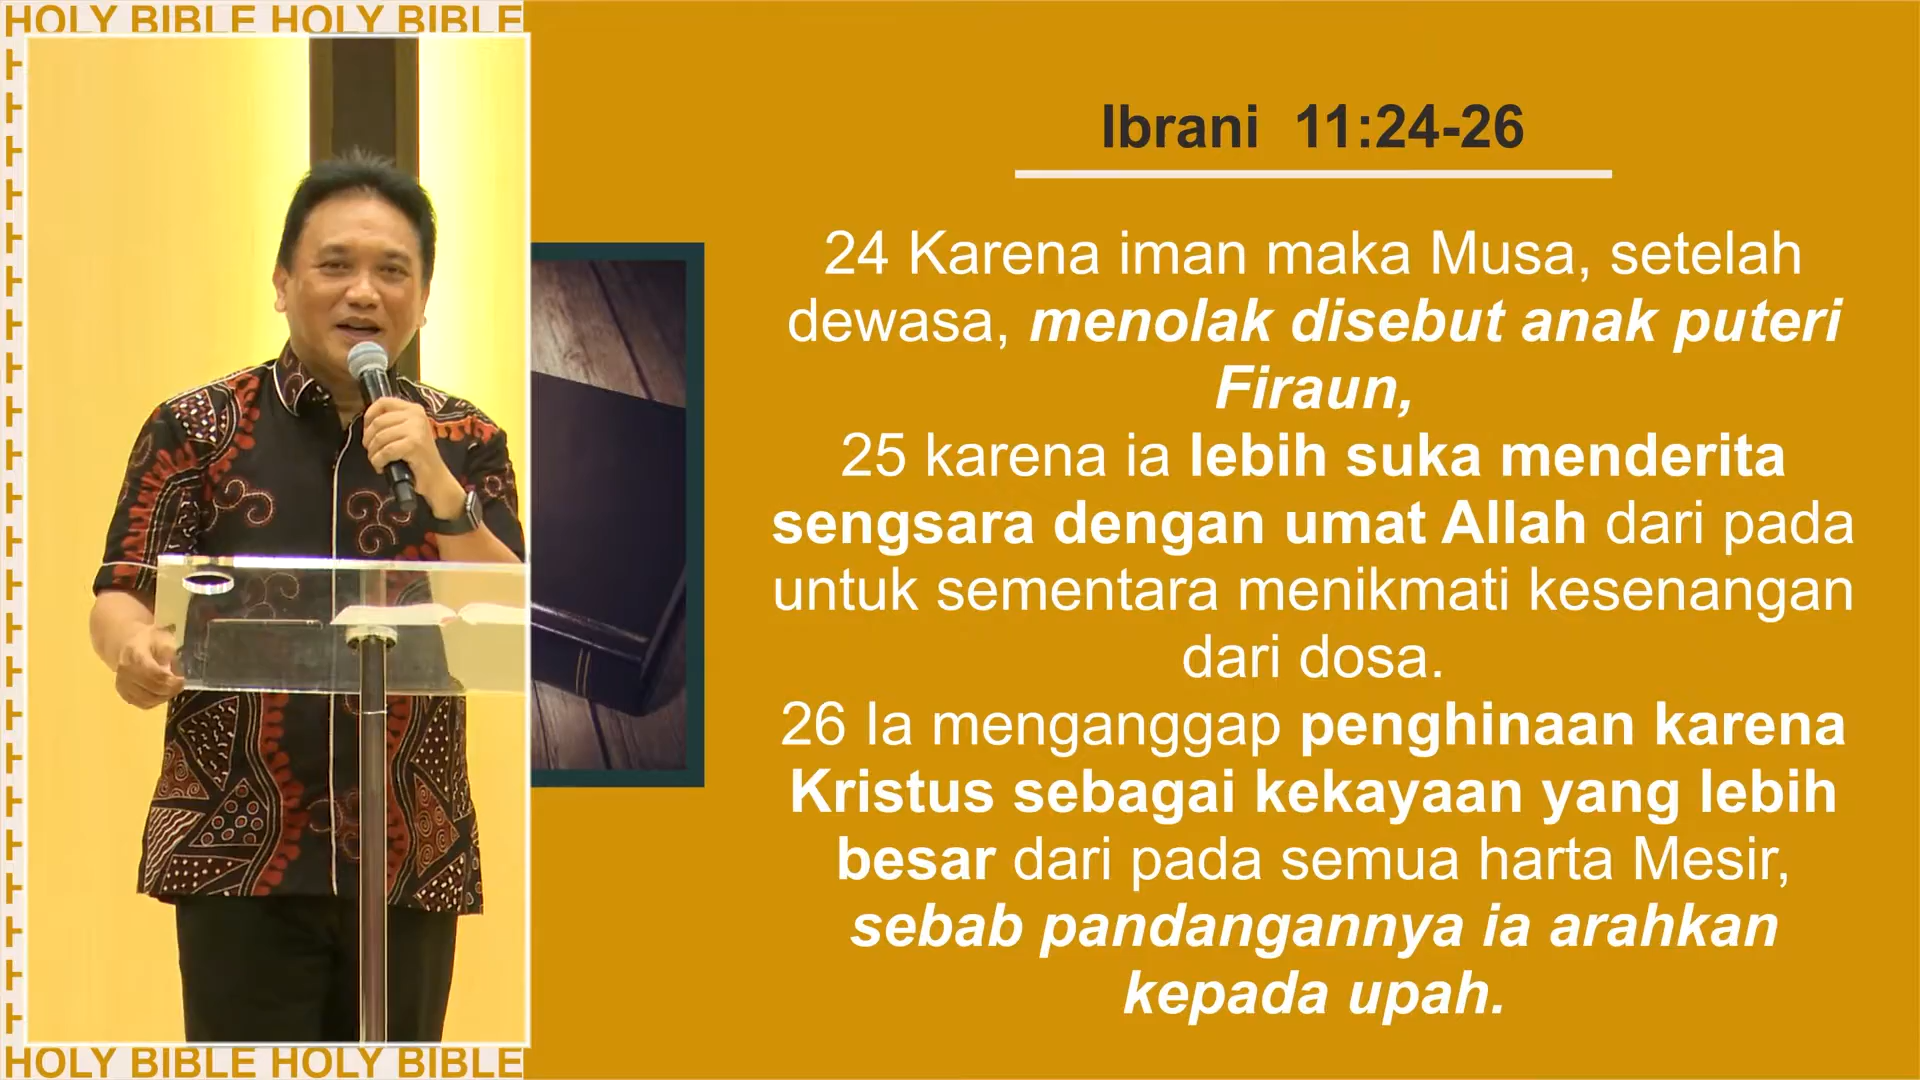 HOLY BIBLE HOLY BIBLE
Ibrani 11:24-26
24 Karena iman maka Musa, setelah
dewasa, menolak disebut anak puteri
Firaun,
25 karena ia lebih suka menderita
sengsara dengan umat Allah dari pada
untuk sementara menikmati kesenangan
dari dosa.
26 Ia menganggap penghinaan karena
Kristus sebagai kekayaan yang lebih
besar dari pada semua harta Mesir,
sebab pandangannya ia arahkan
kepada upah.
HOLY BIBLE HOLY BIBLE